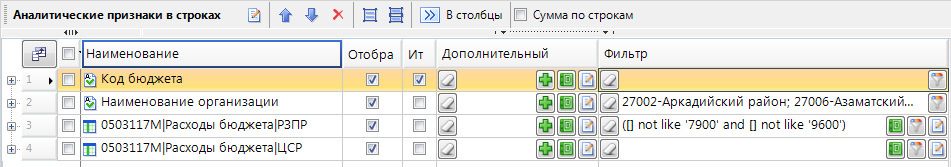 Аналитические признаки в строках В столбцы Сумма по строкам
Наименование Отобра Ит Дополнительный Фильтр
1 Код бюджета
2 Наименование организации 27002-Аркадийский район; 27006-Азаматский...
3 0503117M|Расходы бюджета|РЗПР ([] not like '7900' and [] not like '9600')
4 0503117M|Расходы бюджета|ЦСР